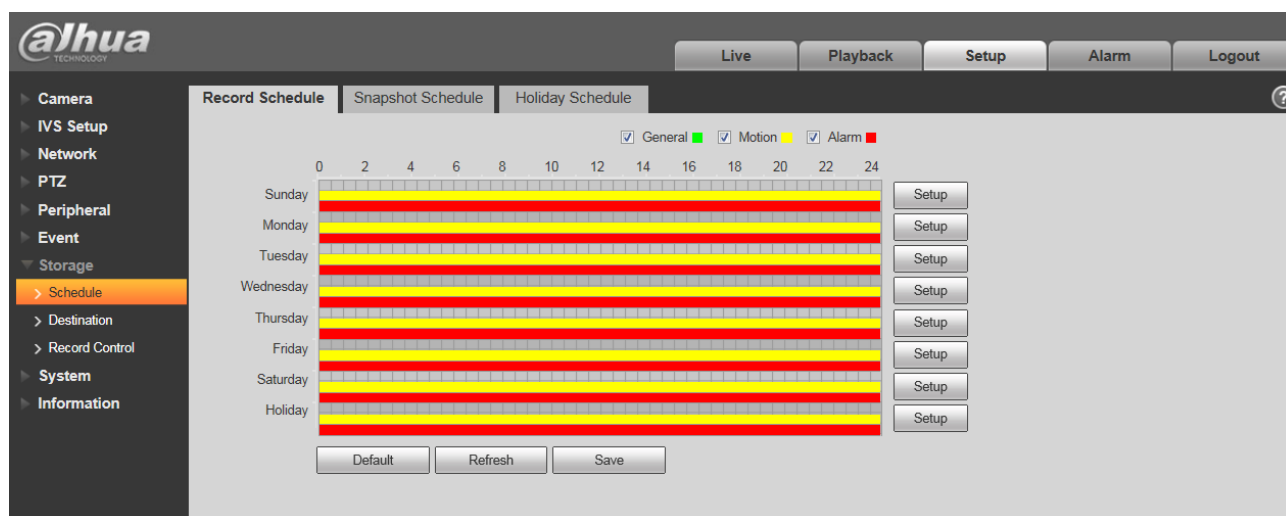 alhua
TECHNOLOGY
Live Playback Setup Alarm Logout
Camera
IVS Setup
Network
PTZ
Peripheral
Event
Storage
Schedule
Destination
Record Control
System
Information
Record Schedule Snapshot Schedule Holiday Schedule ?
General Motion Alarm
0 2 4 6 8 10 12 14 16 18 20 22 24
Sunday Setup
Monday Setup
Tuesday Setup
Wednesday Setup
Thursday Setup
Friday Setup
Saturday Setup
Holiday Setup
Default Refresh Save